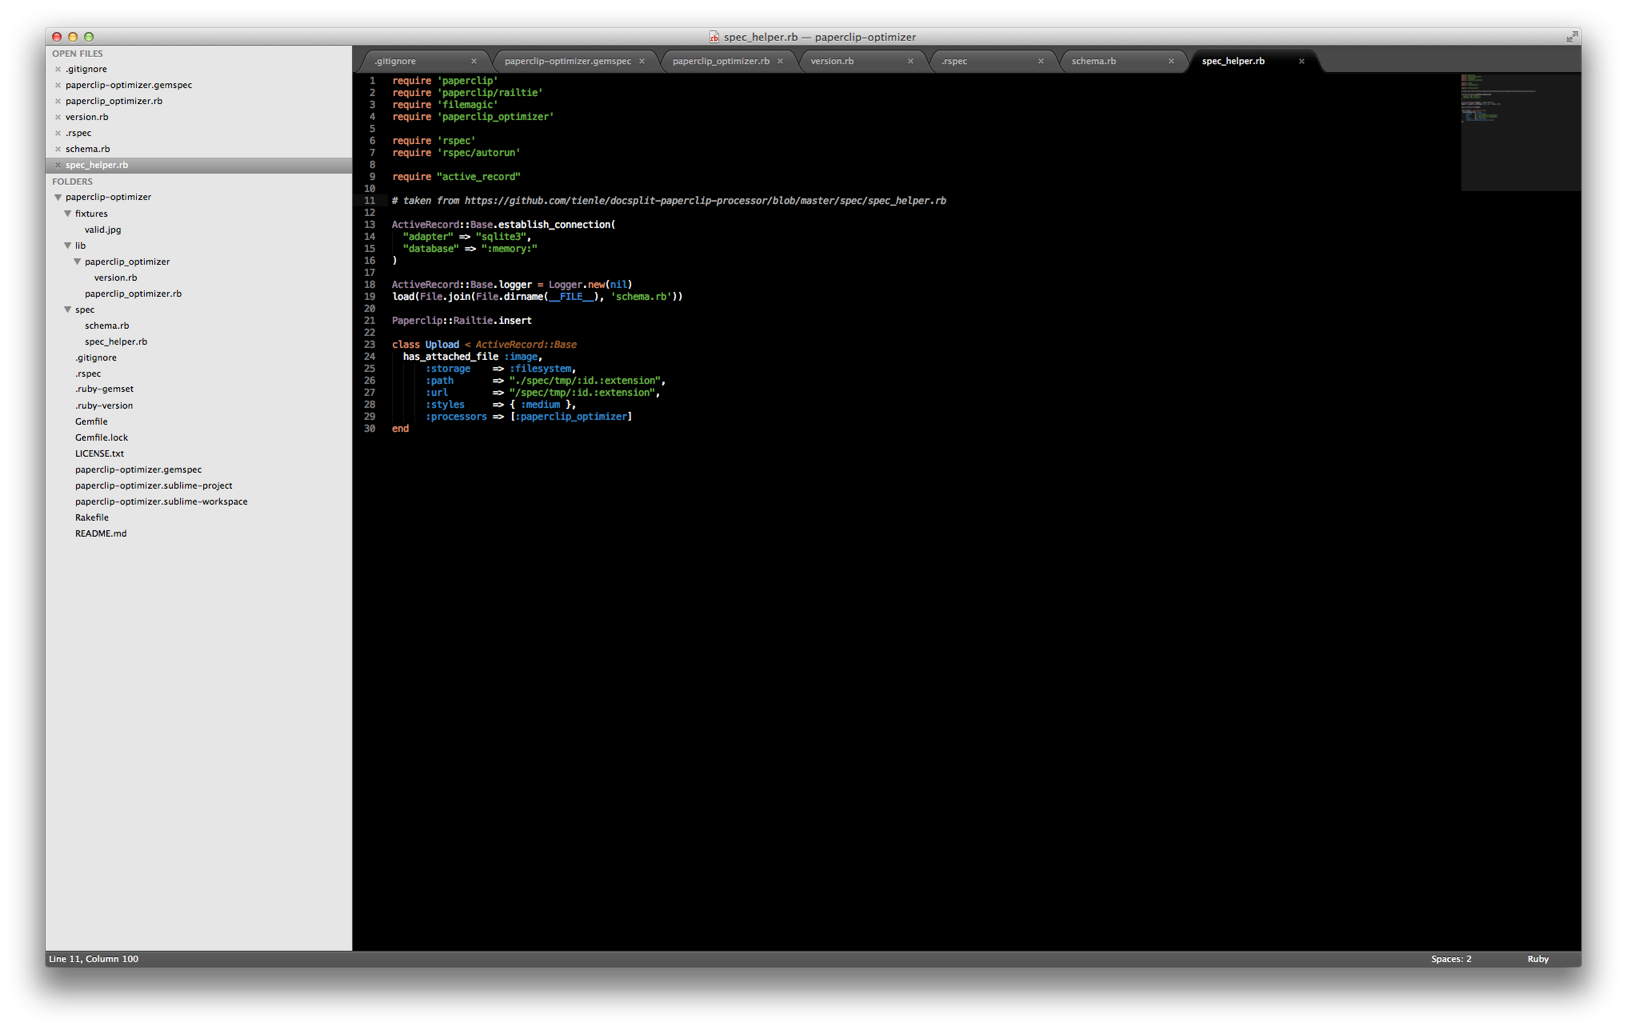 spec_helper.rb — paperclip-optimizer
OPEN FILES
.gitignore
paperclip-optimizer.gemspec
paperclip_optimizer.rb
version.rb
.rspec
schema.rb
spec_helper.rb
FOLDERS
paperclip-optimizer
fixtures
valid.jpg
lib
paperclip_optimizer
version.rb
paperclip_optimizer.rb
spec
schema.rb
spec_helper.rb
.gitignore
.rspec
.ruby-gemset
.ruby-version
Gemfile
Gemfile.lock
LICENSE.txt
paperclip-optimizer.gemspec
paperclip-optimizer.sublime-project
paperclip-optimizer.sublime-workspace
Rakefile
README.md
.gitignore paperclip-optimizer.gemspec paperclip_optimizer.rb version.rb .rspec schema.rb spec_helper.rb
1 require 'paperclip'
2 require 'paperclip/railtie'
3 require 'filemagic'
4 require 'paperclip_optimizer'
5
6 require 'rspec'
7 require 'rspec/autorun'
8
9 require "active_record"
10
11 # taken from https://github.com/tienle/docsplit-paperclip-processor/blob/master/spec/spec_helper.rb
12
13 ActiveRecord::Base.establish_connection(
14 "adapter" => "sqlite3",
15 "database" => ":memory:"
16 )
17
18 ActiveRecord::Base.logger = Logger.new(nil)
19 load(File.join(File.dirname(__FILE__), 'schema.rb'))
20
21 Paperclip::Railtie.insert
22
23 class Upload < ActiveRecord::Base
24 has_attached_file :image,
25 :storage => :filesystem,
26 :path => "./spec/tmp/:id.:extension",
27 :url => "/spec/tmp/:id.:extension",
28 :styles => { :medium },
29 :processors => [:paperclip_optimizer]
30 end
Line 11, Column 100
Spaces: 2
Ruby